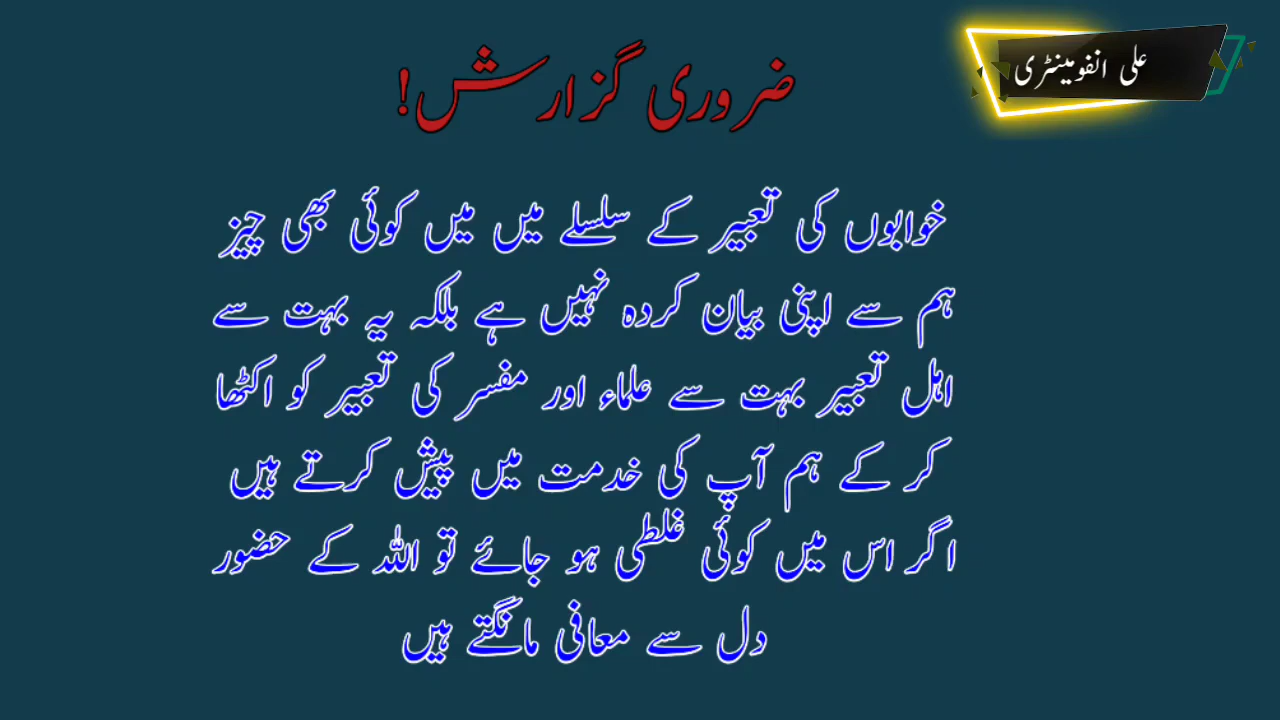 علی انفومینٹری
ضروری گزارش!
خوابوں کی تعبیر کے سلسلے میں میں کوئی بھی چیز
ہم سے اپنی بیان کردہ نہیں ہے بلکہ یہ بہت سے
اہل تعبیر بہت سے علماء اور مفسر کی تعبیر کو اکٹھا
کر کے ہم آپ کی خدمت میں پیش کرتے ہیں
اگر اس میں کوئی غلطی ہو جائے تو اللہ کے حضور
دل سے معافی مانگتے ہیں